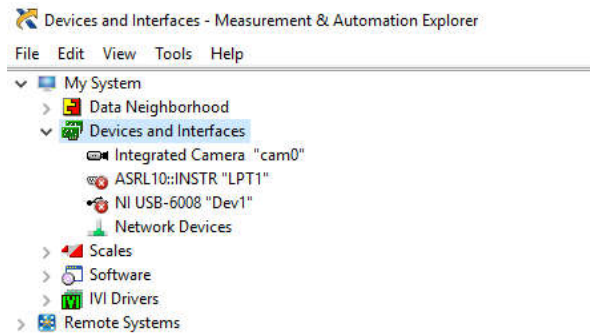 Devices and Interfaces - Measurement & Automation Explorer
File Edit View Tools Help
My System
Data Neighborhood
Devices and Interfaces
Integrated Camera "cam0"
ASRL10::INSTR "LPT1"
NI USB-6008 "Dev1"
Network Devices
Scales
Software
IVI Drivers
Remote Systems